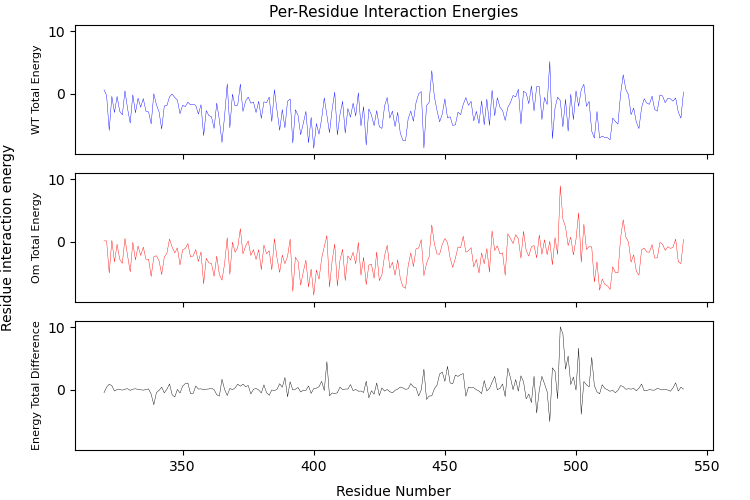 Per-Residue Interaction Energies
Residue interaction energy
WT Total Energy
10
0
Om Total Energy
10
0
Energy Total Difference
10
0
350
400
450
500
550
Residue Number